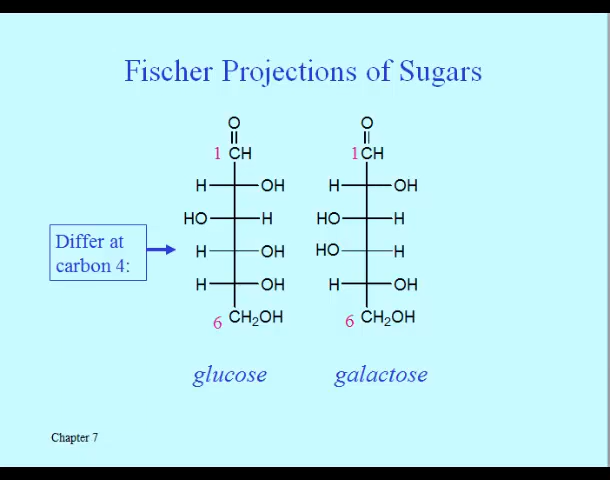 Fischer Projections of Sugars
O O
1 CH 1 CH
H OH H OH
HO H HO H
Differ at
carbon 4:
H OH HO H
H OH H OH
6 CH₂OH 6 CH₂OH
glucose galactose
Chapter 7